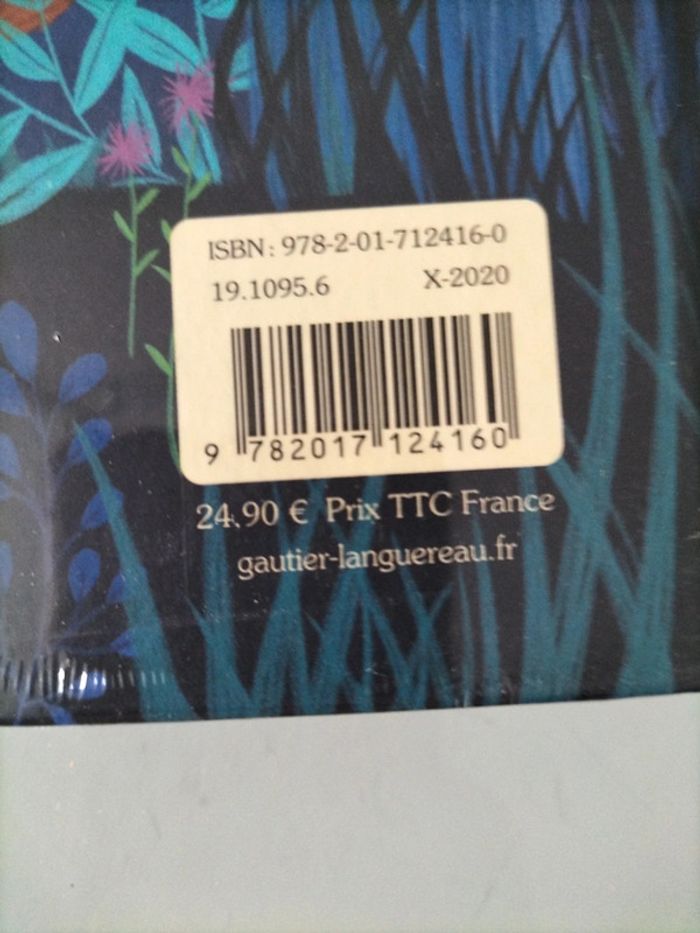 ISBN: 978-2-01-712416-0
19.1095.6 X-2020
9 782017 124160
24.90 € Prix TTC France
gautier-languereau.fr